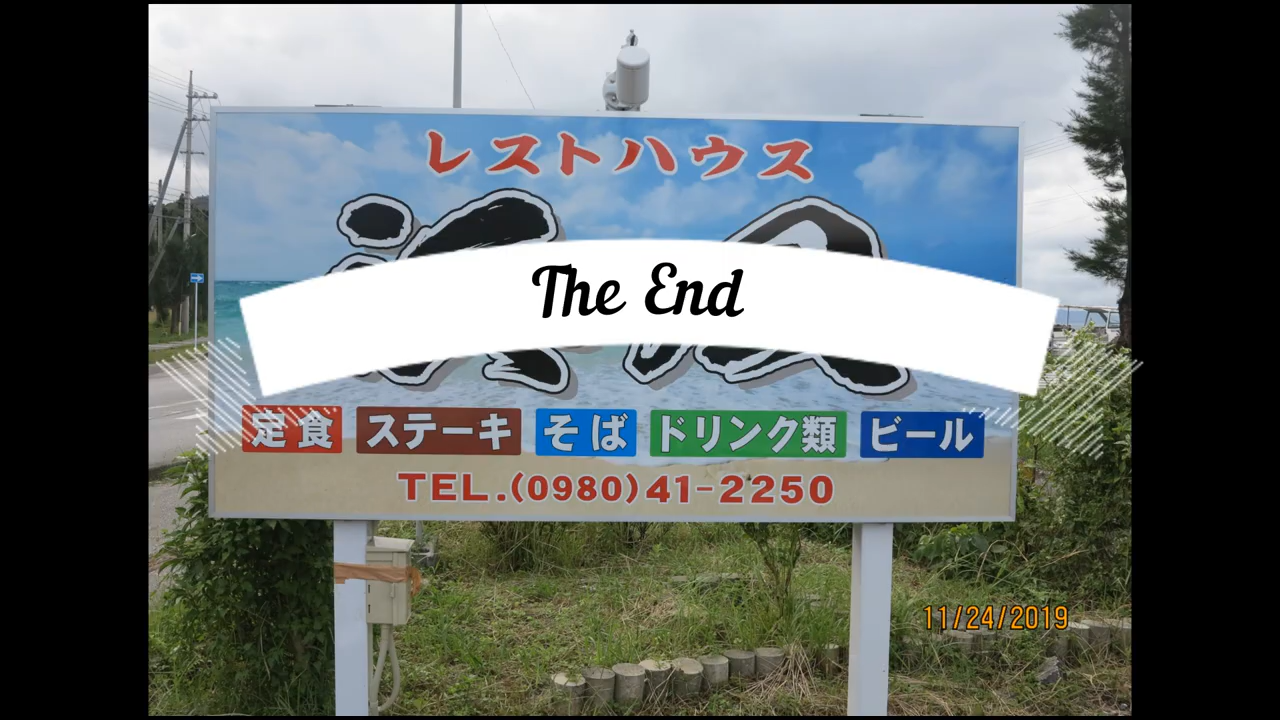 レストハウス
The End
定食 ステーキ そば ドリンク類 ビール
TEL.(0980)41-2250
11/24/2019